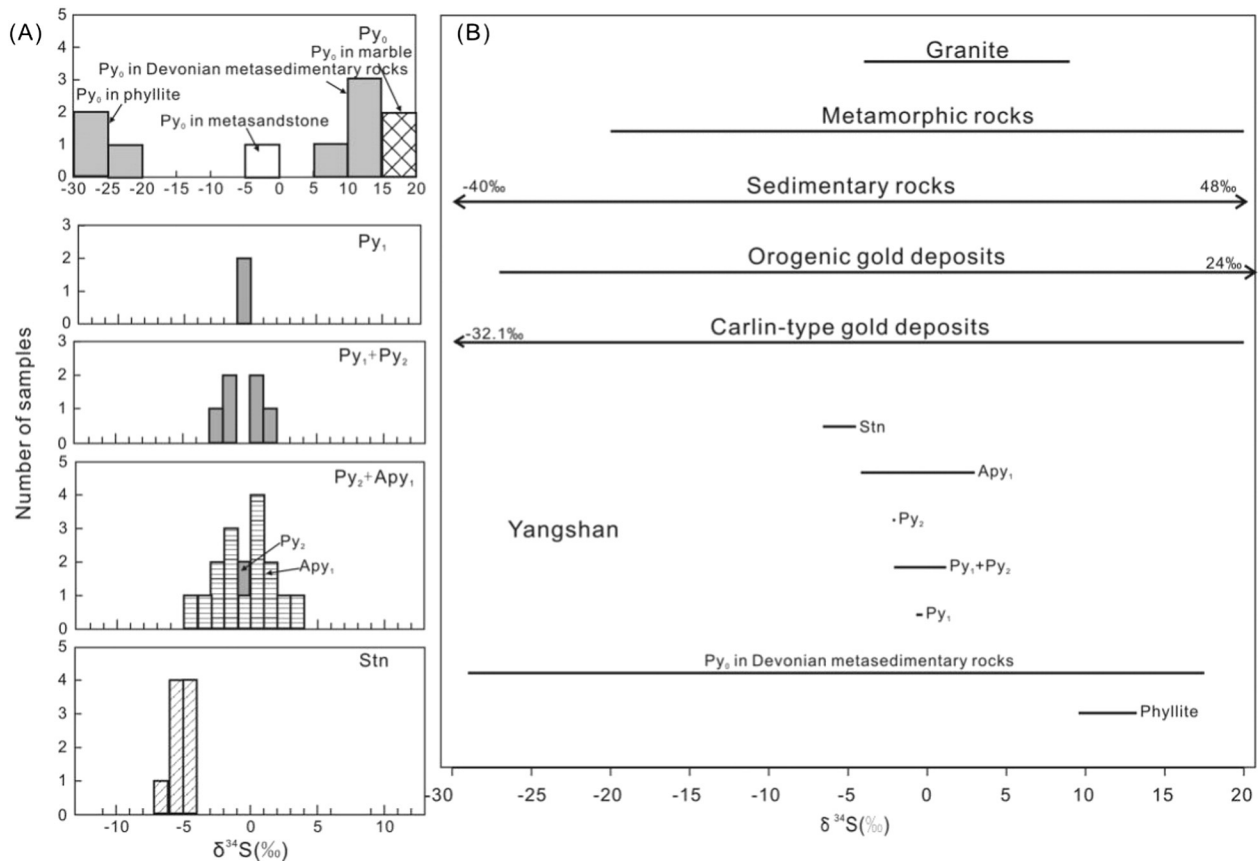 (A)
5
4
3
2
1
0
Py₀
Py₀ in marble
Py₀ in Devonian metasedimentary rocks
Py₀ in phyllite
Py₀ in metasandstone
-30 -25 -20 -15 -10 -5 0 5 10 15 20
3
2
1
0
Py₁
3
2
1
0
Py₁+Py₂
5
4
3
2
1
0
Py₂+Apy₁
Py₂
Apy₁
5
4
3
2
1
0
Stn
-10 -5 0 5 10
δ³⁴S(‰)
Number of samples
(B)
Granite
Metamorphic rocks
-40‰ Sedimentary rocks 48‰
Orogenic gold deposits
24‰
Carlin-type gold deposits
-32.1‰
Stn
Apy₁
Py₂
Yangshan
Py₁+Py₂
Py₁
Py₀ in Devonian metasedimentary rocks
Phyllite
-30 -25 -20 -15 -10 -5 0 5 10 15 20
δ³⁴S(‰)